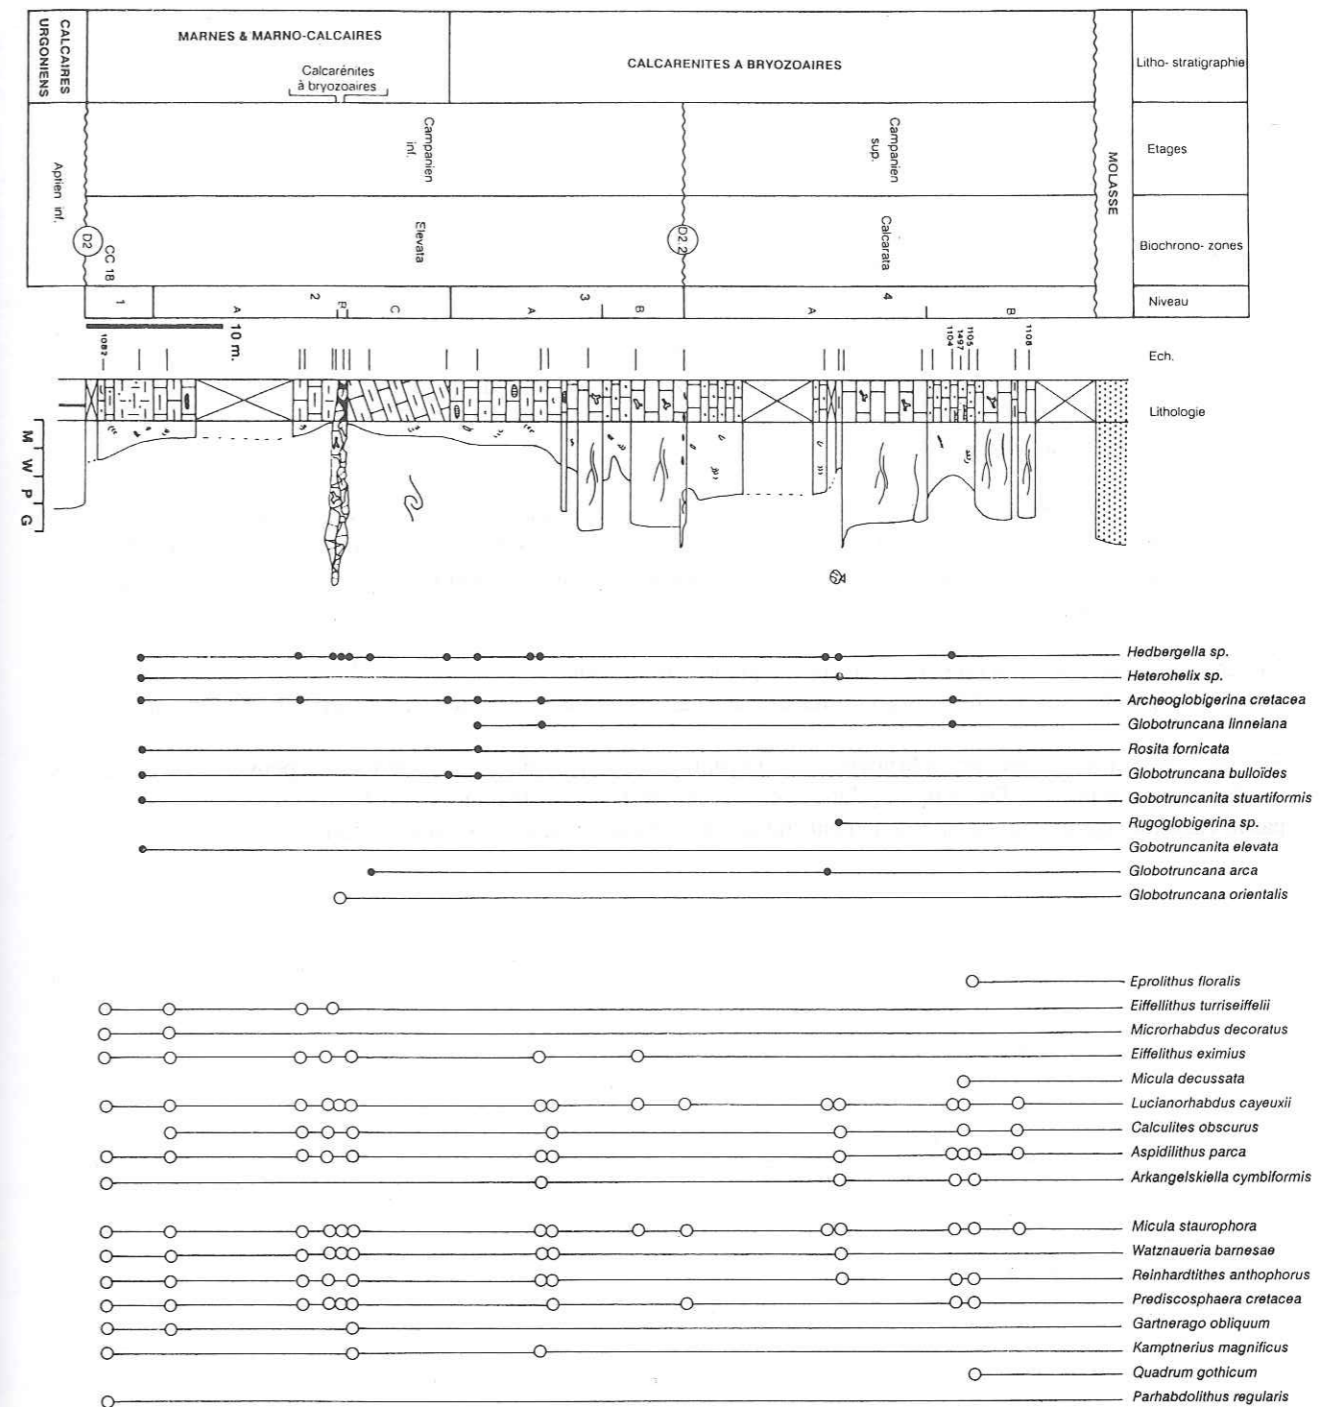 CALCAIRES
URGONIENS
MARNES & MARNO-CALCAIRES
Calcarénites
à bryozoaires
CALCARENITES A BRYOZOAIRES
Litho- stratigraphie
Aptien inf.
Campanien
inf.
Campanien
sup.
MOLASSE
Etages
D2
CC 18
Elevata
D2.2
Calcarata
Biochrono- zones
1
A
2
B
C
A
3
B
A
4
B
Niveau
10 m.
1082
1104
1497
1105
1108
Ech.
Lithologie
M
W
P
G
Hedbergella sp.
Heterohelix sp.
Archeoglobigerina cretacea
Globotruncana linneiana
Rosita fornicata
Globotruncana bulloïdes
Gobotruncanita stuartiformis
Rugoglobigerina sp.
Gobotruncanita elevata
Globotruncana arca
Globotruncana orientalis
Eprolithus floralis
Eiffellithus turriseiffelii
Microrhabdus decoratus
Eiffelithus eximius
Micula decussata
Lucianorhabdus cayeuxii
Calculites obscurus
Aspidilithus parca
Arkangelskiella cymbiformis
Micula staurophora
Watznaueria barnesae
Reinhardtithes anthophorus
Prediscosphaera cretacea
Gartnerago obliquum
Kamptnerius magnificus
Quadrum gothicum
Parhabdolithus regularis